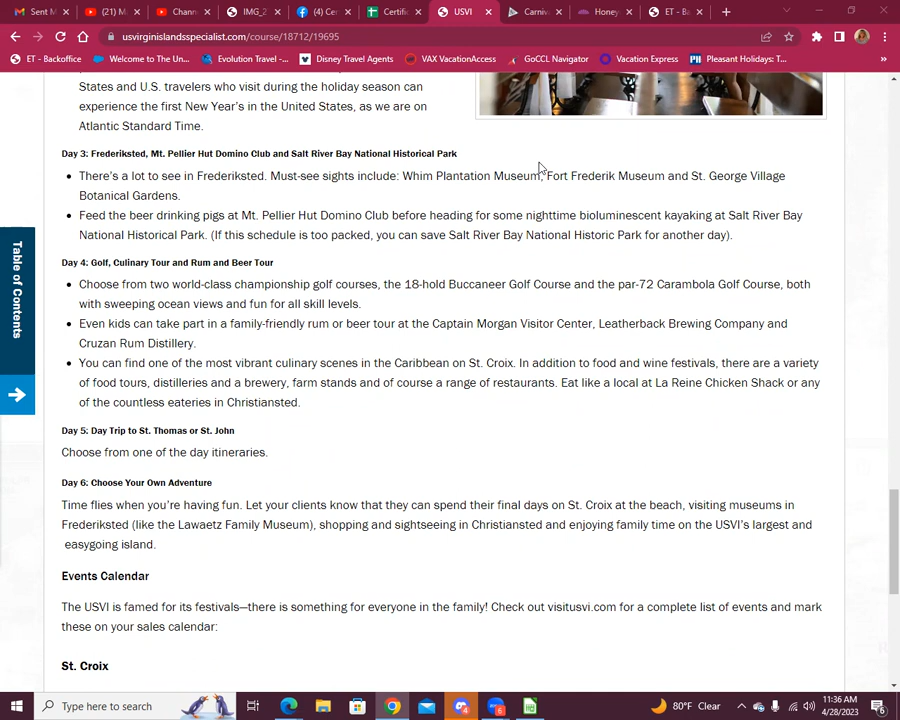 Sent M
(21) M
Chann
IMG_2
(4) Ce
Certific
USVI
Carniv
Honey
ET - Ba
usvirginislandsspecialist.com/course/18712/19695
ET - Backoffice
Welcome to The Un...
Evolution Travel -...
Disney Travel Agents
VAX VacationAccess
GoCCL Navigator
Vacation Express
Pleasant Holidays: T...
States and U.S. travelers who visit during the holiday season can
experience the first New Year's in the United States, as we are on
Atlantic Standard Time.
Day 3: Frederiksted, Mt. Pellier Hut Domino Club and Salt River Bay National Historical Park
There's a lot to see in Frederiksted. Must-see sights include: Whim Plantation Museum, Fort Frederik Museum and St. George Village
Botanical Gardens.
Feed the beer drinking pigs at Mt. Pellier Hut Domino Club before heading for some nighttime bioluminescent kayaking at Salt River Bay
National Historical Park. (If this schedule is too packed, you can save Salt River Bay National Historic Park for another day).
Day 4: Golf, Culinary Tour and Rum and Beer Tour
Choose from two world-class championship golf courses, the 18-hold Buccaneer Golf Course and the par-72 Carambola Golf Course, both
with sweeping ocean views and fun for all skill levels.
Even kids can take part in a family-friendly rum or beer tour at the Captain Morgan Visitor Center, Leatherback Brewing Company and
Cruzan Rum Distillery.
You can find one of the most vibrant culinary scenes in the Caribbean on St. Croix. In addition to food and wine festivals, there are a variety
of food tours, distilleries and a brewery, farm stands and of course a range of restaurants. Eat like a local at La Reine Chicken Shack or any
of the countless eateries in Christiansted.
Day 5: Day Trip to St. Thomas or St. John
Choose from one of the day itineraries.
Day 6: Choose Your Own Adventure
Time flies when you're having fun. Let your clients know that they can spend their final days on St. Croix at the beach, visiting museums in
Frederiksted (like the Lawaetz Family Museum), shopping and sightseeing in Christiansted and enjoying family time on the USVI's largest and
easygoing island.
Events Calendar
The USVI is famed for its festivals—there is something for everyone in the family! Check out visitusvi.com for a complete list of events and mark
these on your sales calendar:
St. Croix
Table of Contents
Type here to search
80°F Clear
11:36 AM
4/28/2023